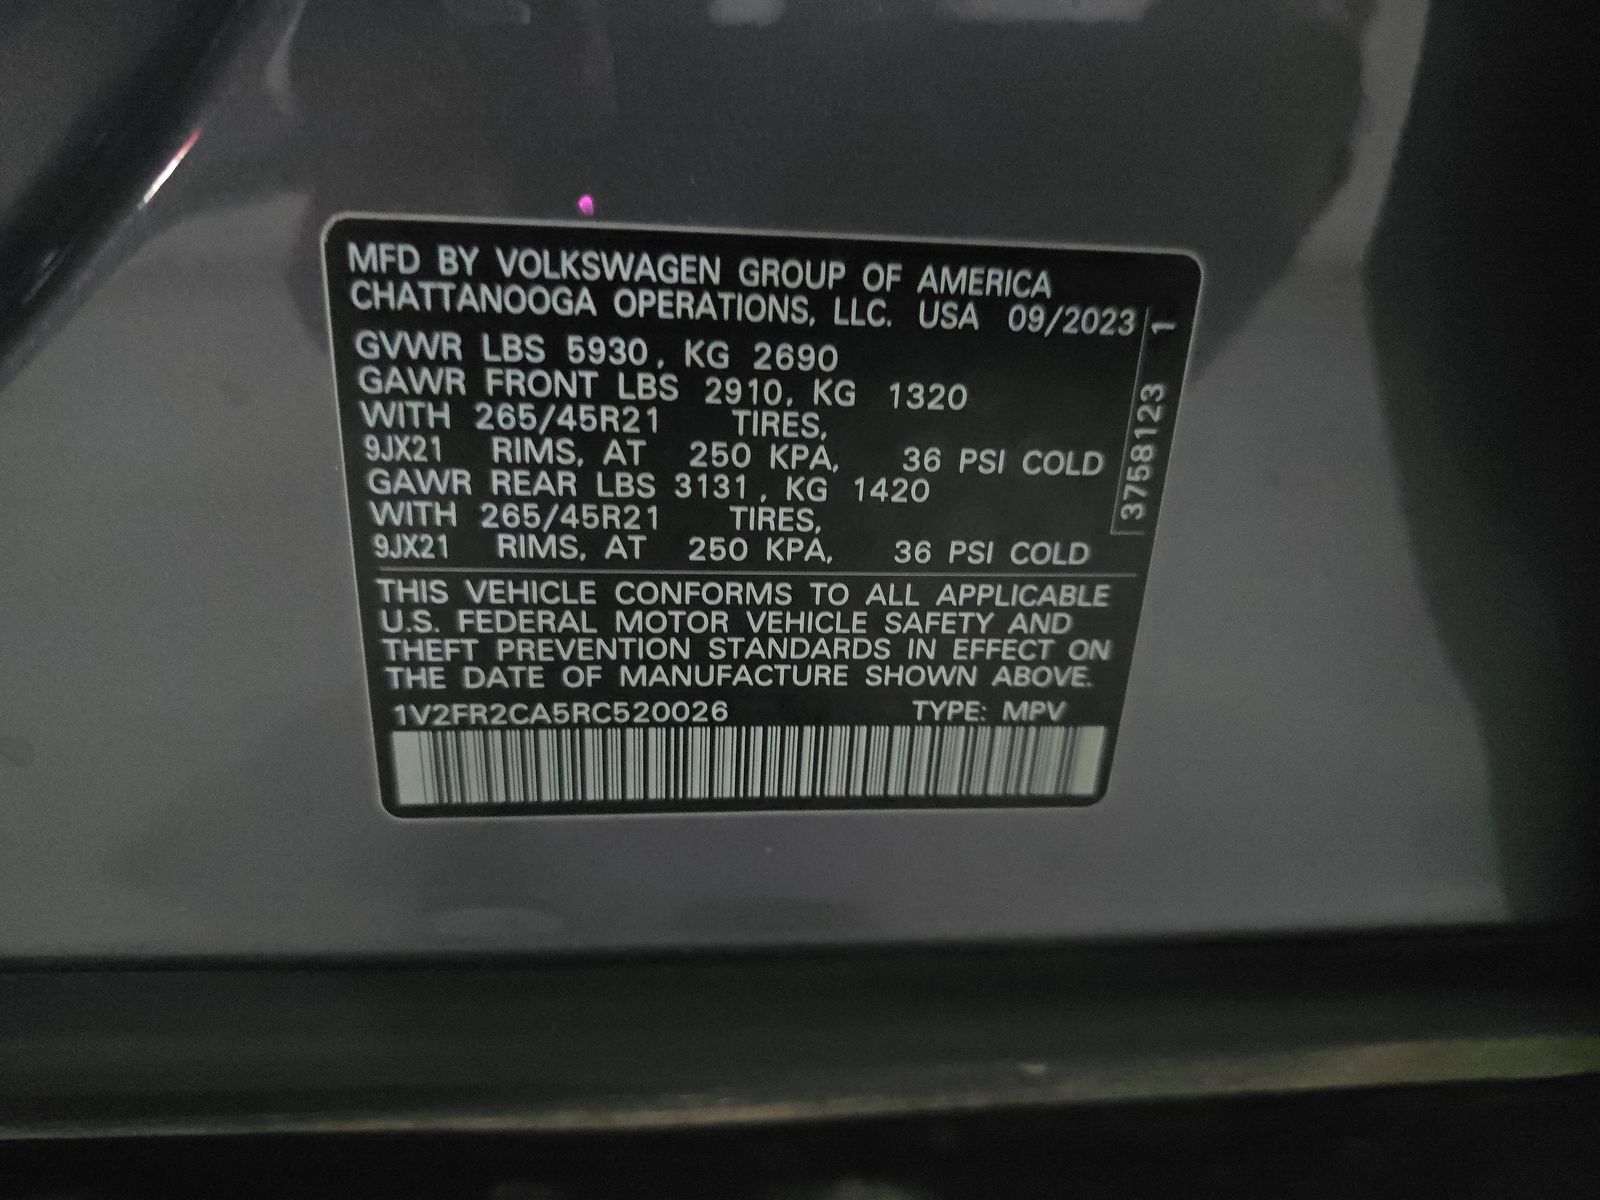 MFD BY VOLKSWAGEN GROUP OF AMERICA
CHATTANOOGA OPERATIONS, LLC. USA 09/2023
GVWR LBS 5930, KG 2690
GAWR FRONT LBS 2910, KG 1320
WITH 265/45R21 TIRES,
9JX21 RIMS, AT 250 KPA, 36 PSI COLD
GAWR REAR LBS 3131, KG 1420
WITH 265/45R21 TIRES,
9JX21 RIMS, AT 250 KPA, 36 PSI COLD
3758123 1
THIS VEHICLE CONFORMS TO ALL APPLICABLE
U.S. FEDERAL MOTOR VEHICLE SAFETY AND
THEFT PREVENTION STANDARDS IN EFFECT ON
THE DATE OF MANUFACTURE SHOWN ABOVE.
1V2FR2CA5RC520026 TYPE: MPV